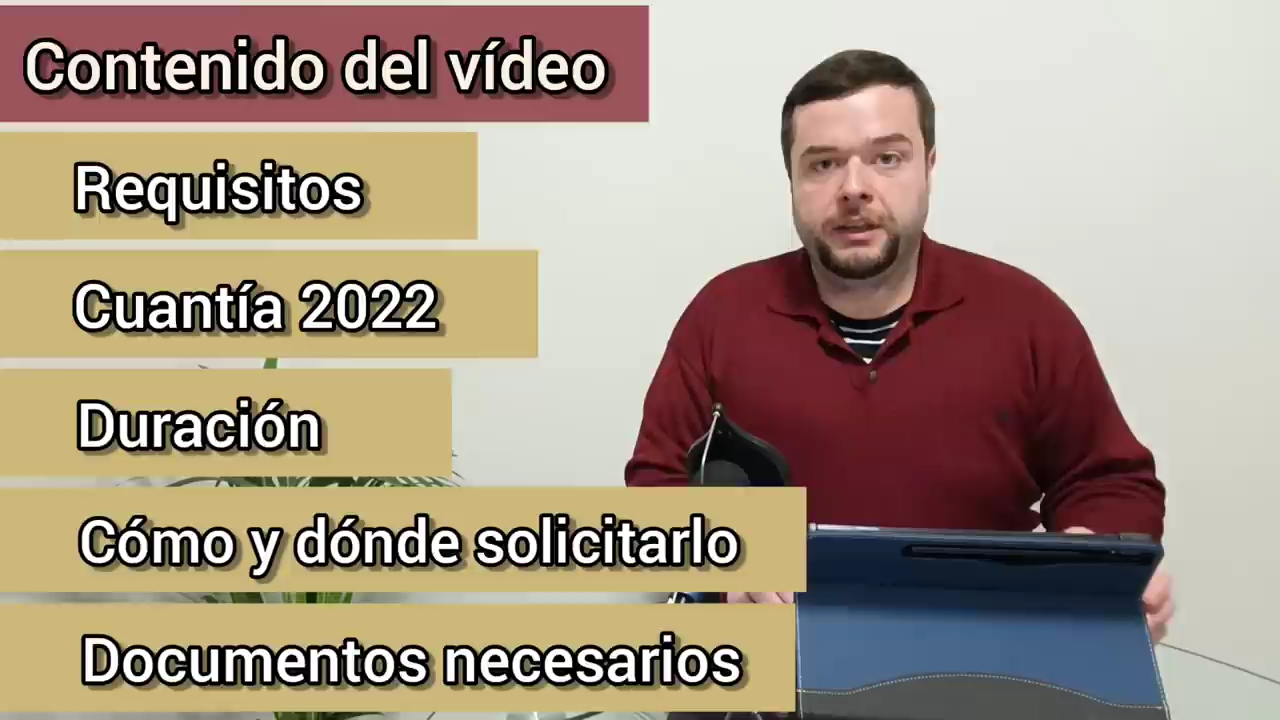 Contenido del vídeo
Requisitos
Cuantía 2022
Duración
Cómo y dónde solicitarlo
Documentos necesarios